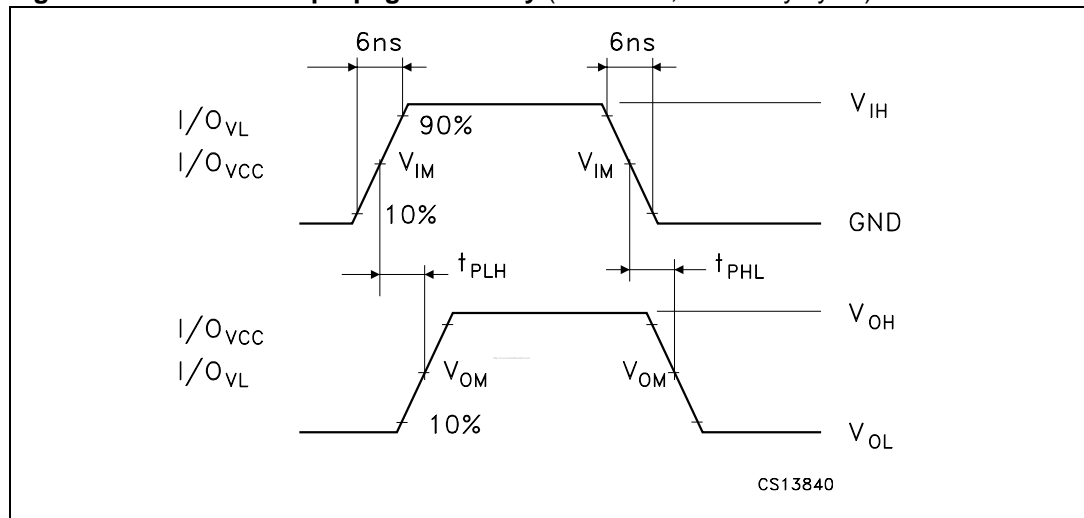 6ns 6ns
I/O_VL 90% V_IH
I/O_VCC V_IM V_IM
10% GND
t_PLH t_PHL
I/O_VCC V_OH
I/O_VL V_OM V_OM
10% V_OL
CS13840